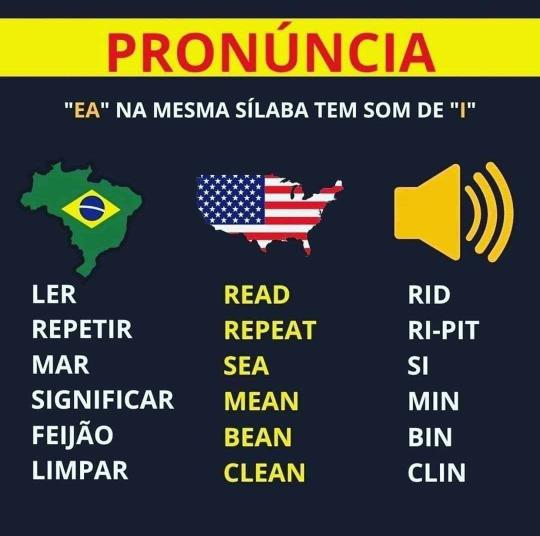 PRONÚNCIA
"EA" NA MESMA SÍLABA TEM SOM DE "I"
LER READ RID
REPETIR REPEAT RI-PIT
MAR SEA SI
SIGNIFICAR MEAN MIN
FEIJÃO BEAN BIN
LIMPAR CLEAN CLIN